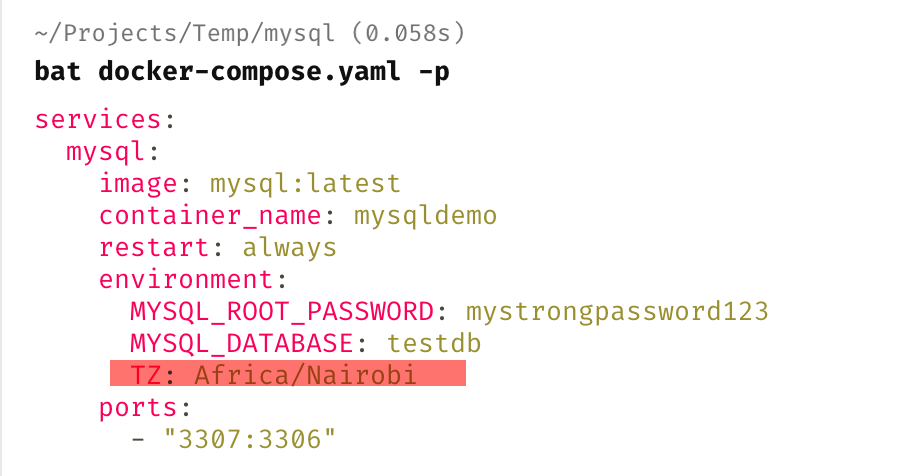 ~/Projects/Temp/mysql (0.058s)
bat docker-compose.yaml -p
services:
  mysql:
    image: mysql:latest
    container_name: mysqldemo
    restart: always
    environment:
      MYSQL_ROOT_PASSWORD: mystrongpassword123
      MYSQL_DATABASE: testdb
      TZ: Africa/Nairobi
    ports:
      - "3307:3306"